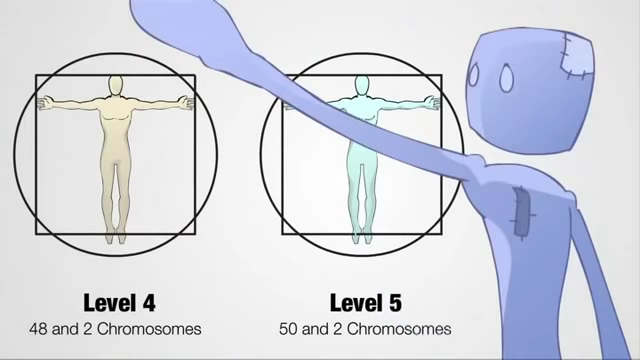 Level 4
48 and 2 Chromosomes
Level 5
50 and 2 Chromosomes